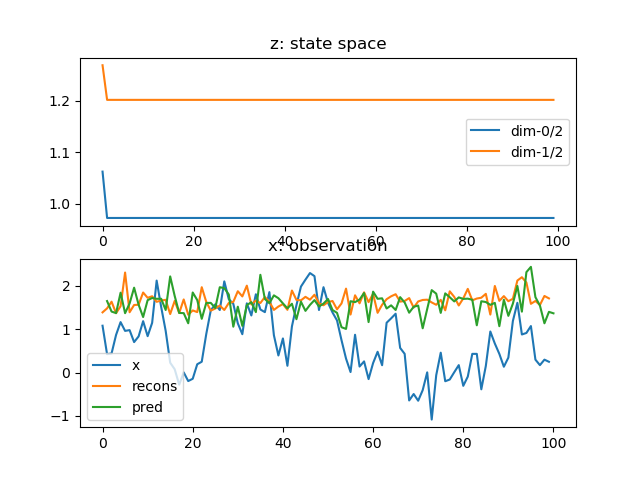 z: state space
1.2
1.1
1.0
dim-0/2
dim-1/2
0 20 40 60 80 100
x: observation
2
1
0
−1
x
recons
pred
0 20 40 60 80 100